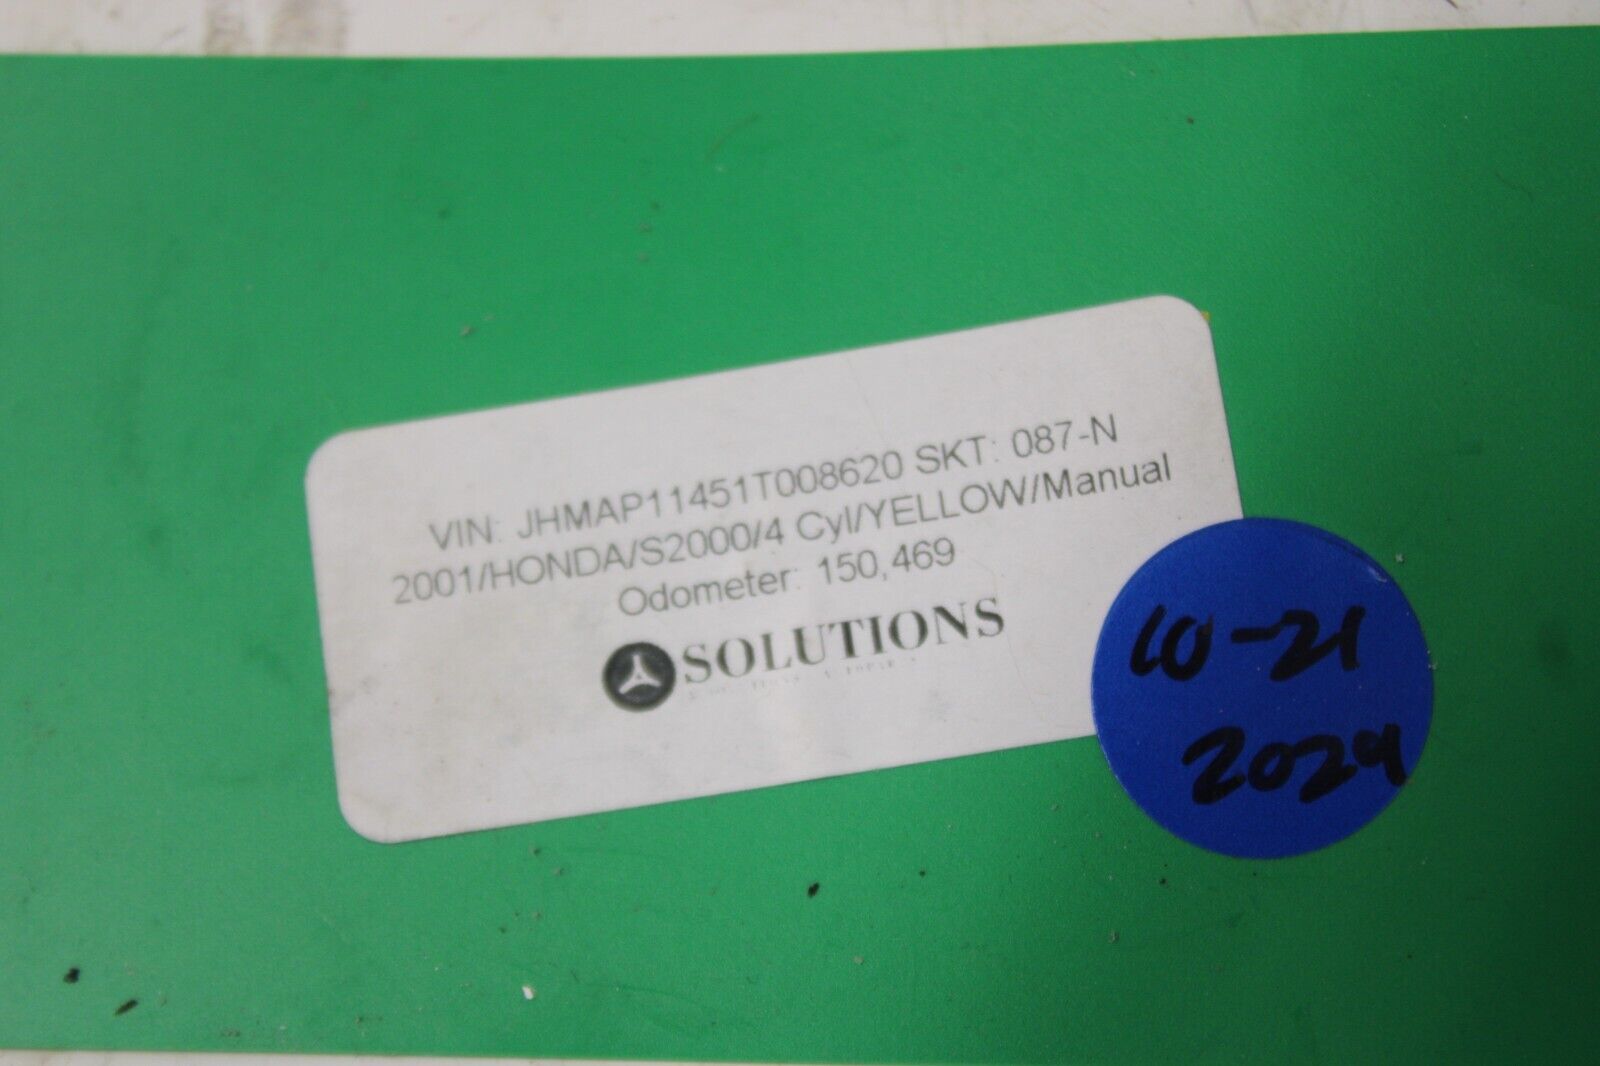 VIN: JHMAP11451T008620 SKT: 087-N
2001/HONDA/S2000/4 Cyl/YELLOW/Manual
Odometer: 150,469
SOLUTIONS
10-21
2024